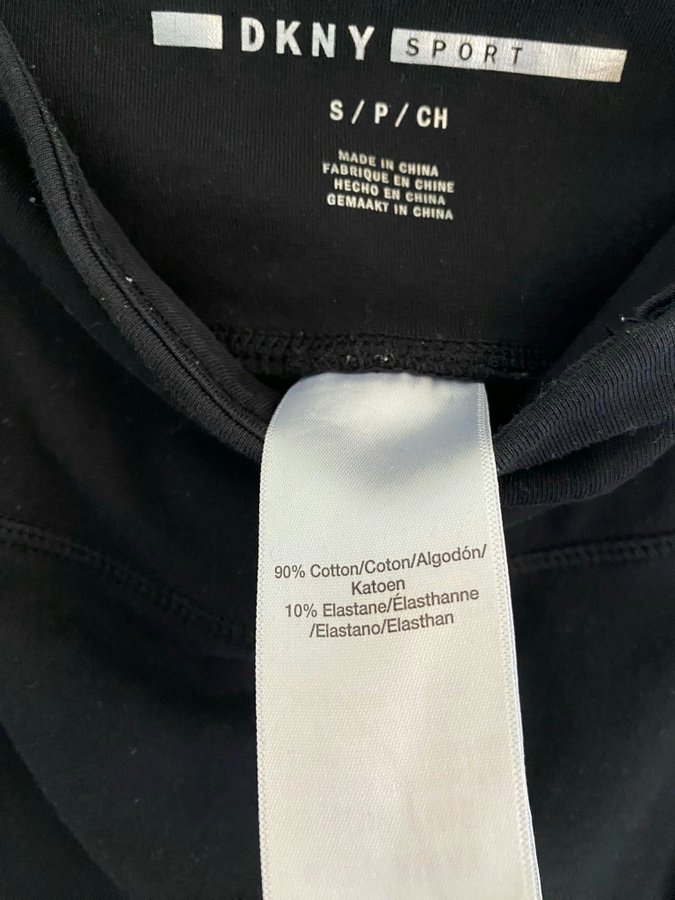 DKNY SPORT
S / P / CH
MADE IN CHINA
FABRIQUE EN CHINE
HECHO EN CHINA
GEMAAKT IN CHINA
90% Cotton/Coton/Algodón/
Katoen
10% Elastane/Élasthanne
/Elastano/Elasthan